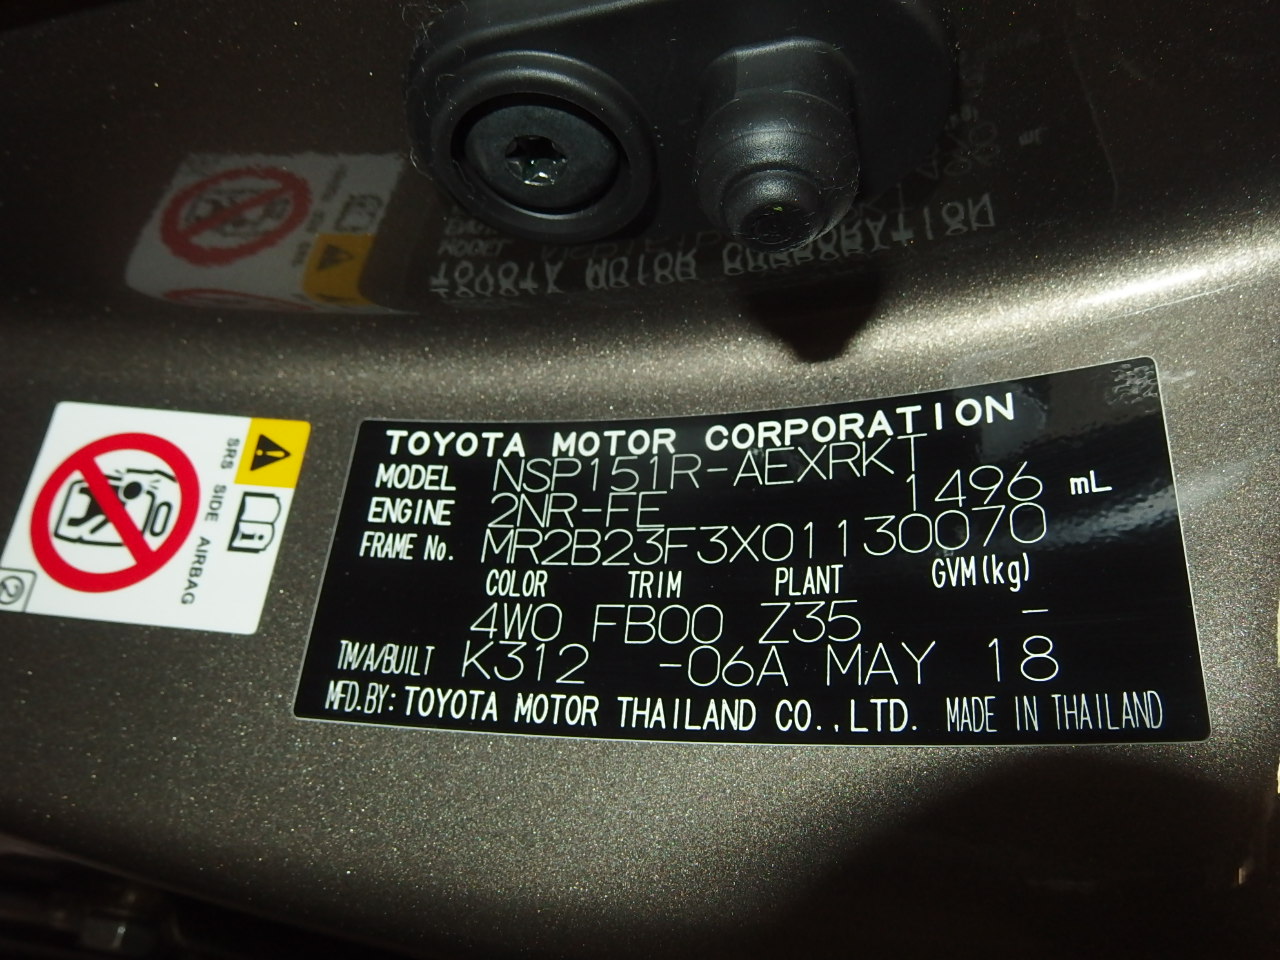 TOYOTA MOTOR CORPORATION
MODEL NSP151R-AEXRKT
ENGINE 2NR-FE 1496 mL
FRAME No. MR2B23F3X01130070
COLOR TRIM PLANT GVM(kg)
4W0 FB00 Z35 -
TM/A/BUILT K312 -06A MAY 18
MFD.BY: TOYOTA MOTOR THAILAND CO.,LTD. MADE IN THAILAND
SRS SIDE AIRBAG
2